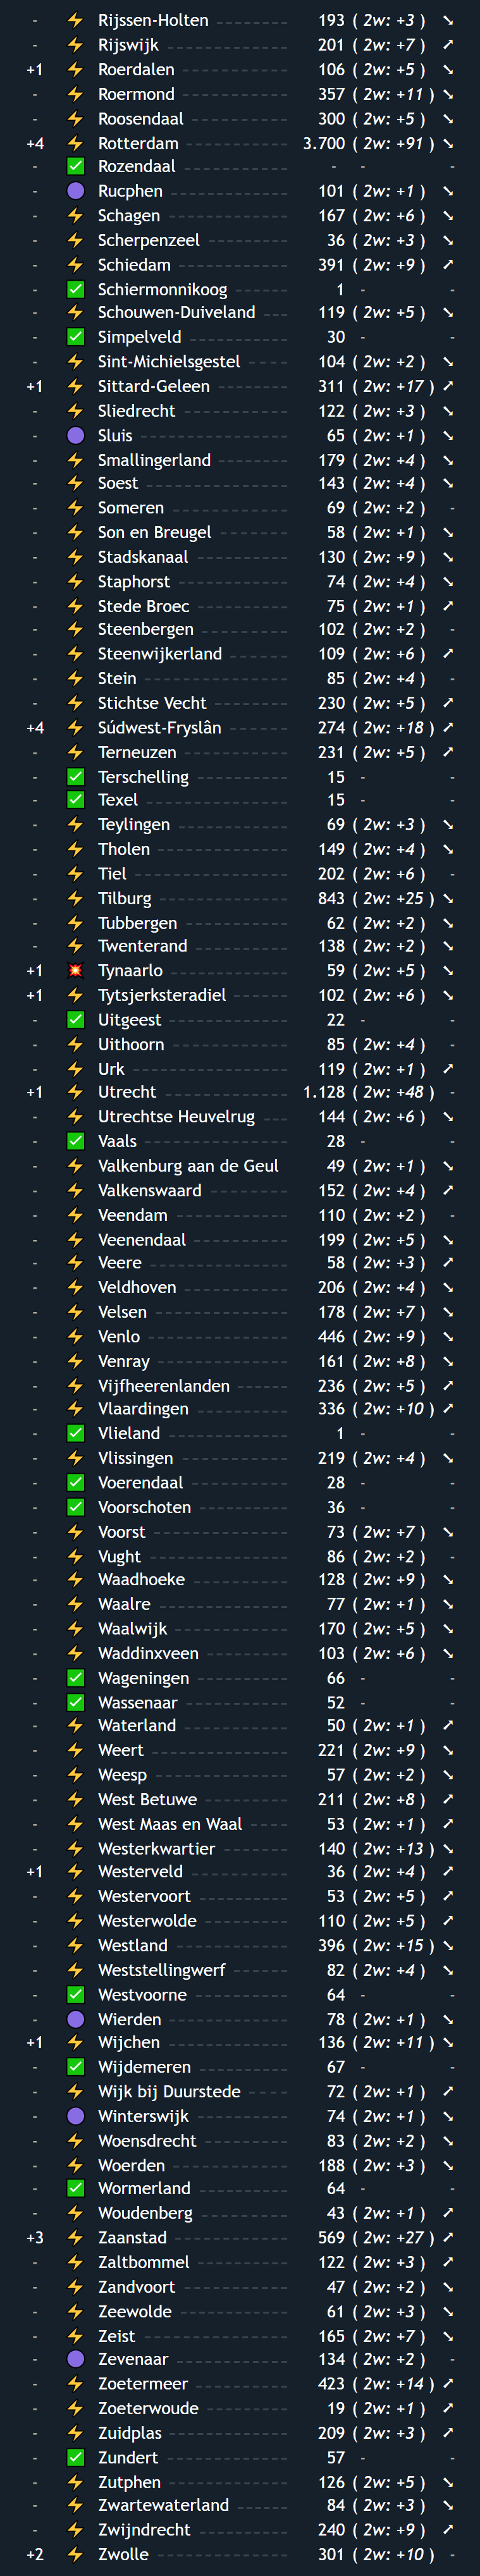 - ⚡ Rijssen-Holten 193 ( 2w: +3 ) ➘
- ⚡ Rijswijk 201 ( 2w: +7 ) ➚
+1 ⚡ Roerdalen 106 ( 2w: +5 ) ➘
- ⚡ Roermond 357 ( 2w: +11 ) ➘
- ⚡ Roosendaal 300 ( 2w: +5 ) ➘
+4 ⚡ Rotterdam 3.700 ( 2w: +91 ) ➘
- ✅ Rozendaal - - -
- 🟣 Rucphen 101 ( 2w: +1 ) ➘
- ⚡ Schagen 167 ( 2w: +6 ) ➘
- ⚡ Scherpenzeel 36 ( 2w: +3 ) ➘
- ⚡ Schiedam 391 ( 2w: +9 ) ➚
- ✅ Schiermonnikoog 1 - -
- ⚡ Schouwen-Duiveland 119 ( 2w: +5 ) ➘
- ✅ Simpelveld 30 - -
- ⚡ Sint-Michielsgestel 104 ( 2w: +2 ) ➘
+1 ⚡ Sittard-Geleen 311 ( 2w: +17 ) ➚
- ⚡ Sliedrecht 122 ( 2w: +3 ) ➘
- 🟣 Sluis 65 ( 2w: +1 ) ➘
- ⚡ Smallingerland 179 ( 2w: +4 ) ➘
- ⚡ Soest 143 ( 2w: +4 ) ➘
- ⚡ Someren 69 ( 2w: +2 ) -
- ⚡ Son en Breugel 58 ( 2w: +1 ) ➘
- ⚡ Stadskanaal 130 ( 2w: +9 ) ➘
- ⚡ Staphorst 74 ( 2w: +4 ) ➘
- ⚡ Stede Broec 75 ( 2w: +1 ) ➚
- ⚡ Steenbergen 102 ( 2w: +2 ) -
- ⚡ Steenwijkerland 109 ( 2w: +6 ) ➚
- ⚡ Stein 85 ( 2w: +4 ) -
- ⚡ Stichtse Vecht 230 ( 2w: +5 ) ➚
+4 ⚡ Súdwest-Fryslân 274 ( 2w: +18 ) ➚
- ⚡ Terneuzen 231 ( 2w: +5 ) ➚
- ✅ Terschelling 15 - -
- ✅ Texel 15 - -
- ⚡ Teylingen 69 ( 2w: +3 ) ➘
- ⚡ Tholen 149 ( 2w: +4 ) ➘
- ⚡ Tiel 202 ( 2w: +6 ) -
- ⚡ Tilburg 843 ( 2w: +25 ) ➘
- ⚡ Tubbergen 62 ( 2w: +2 ) ➘
- ⚡ Twenterand 138 ( 2w: +2 ) ➘
+1 💥 Tynaarlo 59 ( 2w: +5 ) ➘
+1 ⚡ Tytsjerksteradiel 102 ( 2w: +6 ) ➘
- ✅ Uitgeest 22 - -
- ⚡ Uithoorn 85 ( 2w: +4 ) -
- ⚡ Urk 119 ( 2w: +1 ) ➚
+1 ⚡ Utrecht 1.128 ( 2w: +48 ) -
- ⚡ Utrechtse Heuvelrug 144 ( 2w: +6 ) ➘
- ✅ Vaals 28 - -
- ⚡ Valkenburg aan de Geul 49 ( 2w: +1 ) ➘
- ⚡ Valkenswaard 152 ( 2w: +4 ) ➚
- ⚡ Veendam 110 ( 2w: +2 ) -
- ⚡ Veenendaal 199 ( 2w: +5 ) ➘
- ⚡ Veere 58 ( 2w: +3 ) ➚
- ⚡ Veldhoven 206 ( 2w: +4 ) ➘
- ⚡ Velsen 178 ( 2w: +7 ) ➘
- ⚡ Venlo 446 ( 2w: +9 ) ➘
- ⚡ Venray 161 ( 2w: +8 ) ➘
- ⚡ Vijfheerenlanden 236 ( 2w: +5 ) ➚
- ⚡ Vlaardingen 336 ( 2w: +10 ) ➚
- ✅ Vlieland 1 - -
- ⚡ Vlissingen 219 ( 2w: +4 ) ➘
- ✅ Voerendaal 28 - -
- ✅ Voorschoten 36 - -
- ⚡ Voorst 73 ( 2w: +7 ) ➘
- ⚡ Vught 86 ( 2w: +2 ) -
- ⚡ Waadhoeke 128 ( 2w: +9 ) ➘
- ⚡ Waalre 77 ( 2w: +1 ) ➘
- ⚡ Waalwijk 170 ( 2w: +5 ) ➘
- ⚡ Waddinxveen 103 ( 2w: +6 ) ➘
- ✅ Wageningen 66 - -
- ✅ Wassenaar 52 - -
- ⚡ Waterland 50 ( 2w: +1 ) ➚
- ⚡ Weert 221 ( 2w: +9 ) ➘
- ⚡ Weesp 57 ( 2w: +2 ) ➘
- ⚡ West Betuwe 211 ( 2w: +8 ) ➚
- ⚡ West Maas en Waal 53 ( 2w: +1 ) ➚
- ⚡ Westerkwartier 140 ( 2w: +13 ) ➘
+1 ⚡ Westerveld 36 ( 2w: +4 ) ➚
- ⚡ Westervoort 53 ( 2w: +5 ) ➚
- ⚡ Westerwolde 110 ( 2w: +5 ) ➚
- ⚡ Westland 396 ( 2w: +15 ) ➘
- ⚡ Weststellingwerf 82 ( 2w: +4 ) ➘
- ✅ Westvoorne 64 - -
- 🟣 Wierden 78 ( 2w: +1 ) ➘
+1 ⚡ Wijchen 136 ( 2w: +11 ) ➘
- ✅ Wijdemeren 67 - -
- ⚡ Wijk bij Duurstede 72 ( 2w: +1 ) ➚
- 🟣 Winterswijk 74 ( 2w: +1 ) ➘
- ⚡ Woensdrecht 83 ( 2w: +2 ) ➘
- ⚡ Woerden 188 ( 2w: +3 ) ➘
- ✅ Wormerland 64 - -
- ⚡ Woudenberg 43 ( 2w: +1 ) ➚
+3 ⚡ Zaanstad 569 ( 2w: +27 ) ➚
- ⚡ Zaltbommel 122 ( 2w: +3 ) ➚
- ⚡ Zandvoort 47 ( 2w: +2 ) ➘
- ⚡ Zeewolde 61 ( 2w: +3 ) ➘
- ⚡ Zeist 165 ( 2w: +7 ) ➘
- 🟣 Zevenaar 134 ( 2w: +2 ) -
- ⚡ Zoetermeer 423 ( 2w: +14 ) ➚
- ⚡ Zoeterwoude 19 ( 2w: +1 ) ➚
- ⚡ Zuidplas 209 ( 2w: +3 ) ➚
- ✅ Zundert 57 - -
- ⚡ Zutphen 126 ( 2w: +5 ) ➘
- ⚡ Zwartewaterland 84 ( 2w: +3 ) ➘
- ⚡ Zwijndrecht 240 ( 2w: +9 ) ➚
+2 ⚡ Zwolle 301 ( 2w: +10 ) -